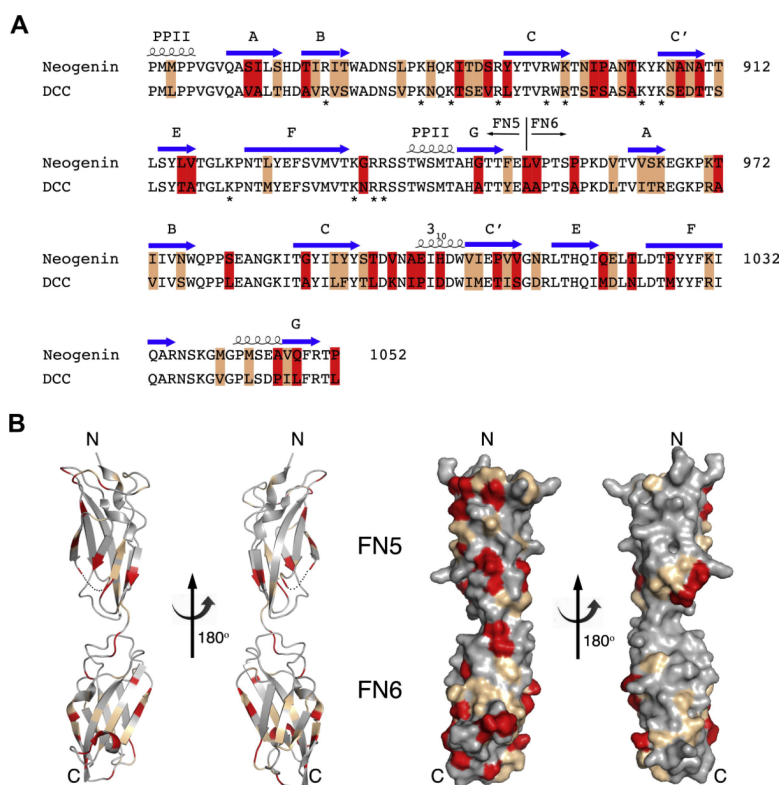 A
PPII A B C C'
Neogenin PMMPPVGVQASILSHDTIRITWADNSLPKHQKITDSRYYTVRWKTNIPANTKYKNANATT 912
DCC PMLPPVGVQAVALTHDAVRVSWADNSVPKNQKTSEVRLYTVRWRTSFSASAKYKSEDTTS
* * * * * * * *
E F PPII G FN5 FN6 A
Neogenin LSYLVTGLKPNTLYEFSVMVTKGRRSSTWSMTAHGTTFELVPTSPPKDVTVVSKEGKPKT 972
DCC LSYTATGLKPNTMYEFSVMVTKNRRSSTWSMTAHATTYEAAPTSAPKDLTVITREGKPRA
* * * *
B C 3₁₀ C' E F
Neogenin IIVNWQPPSEANGKITGYIIYYSTDVNAEIHDWVIEPVVGNRLTHQIQELTLDTPYYFKI 1032
DCC VIVSWQPPLEANGKITAYILFYTLDKNIPIDDWIMETISGDRLTHQIMDLNLDTMYYFRI
G
Neogenin QARNSKGMGPMSEAVQFRTP 1052
DCC QARNSKGVGPLSDPILFRTL
B
N N N N
FN5
180° 180°
FN6
C C C C